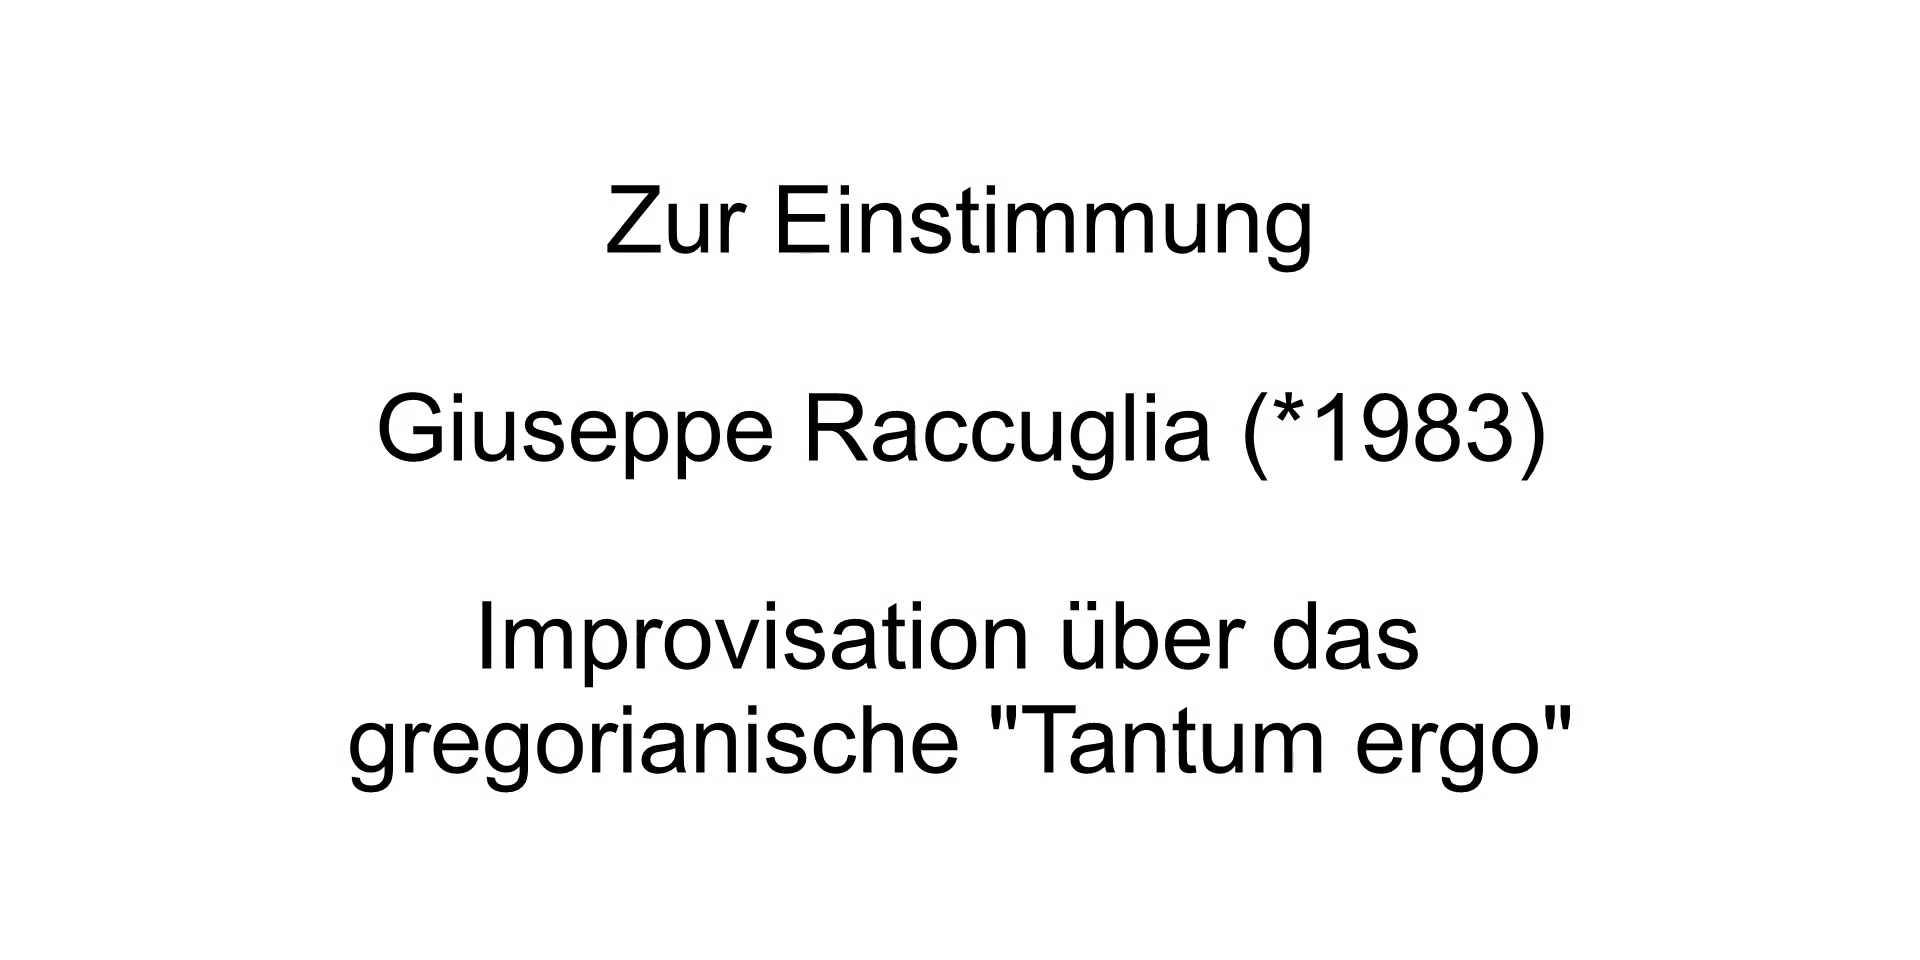 Zur Einstimmung
Giuseppe Raccuglia (*1983)
Improvisation über das
gregorianische "Tantum ergo"